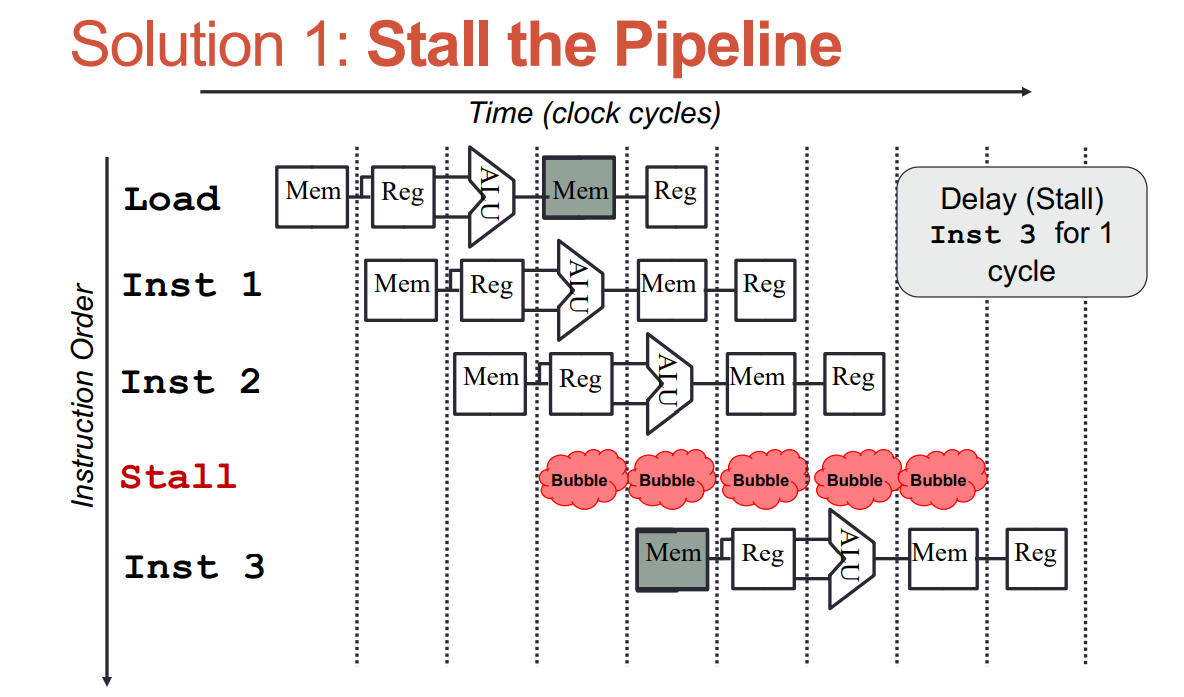 Solution 1: Stall the Pipeline
Time (clock cycles)
Instruction Order
Load
Mem Reg ALU Mem Reg
Delay (Stall)
Inst 3 for 1
cycle
Inst 1
Mem Reg ALU Mem Reg
Inst 2
Mem Reg ALU Mem Reg
Stall
Bubble Bubble Bubble Bubble Bubble
Inst 3
Mem Reg ALU Mem Reg